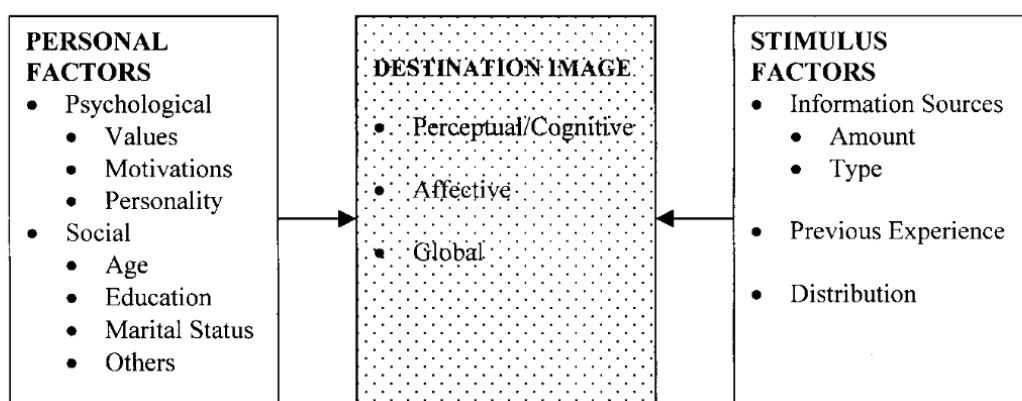 PERSONAL
FACTORS
• Psychological
• Values
• Motivations
• Personality
• Social
• Age
• Education
• Marital Status
• Others
DESTINATION IMAGE
• Perceptual/Cognitive
• Affective
• Global
STIMULUS
FACTORS
• Information Sources
• Amount
• Type
• Previous Experience
• Distribution